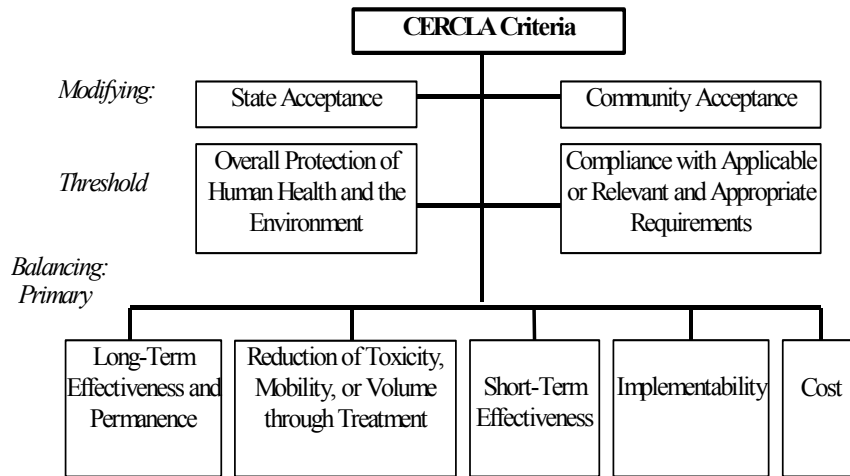 CERCLA Criteria
Modifying:
State Acceptance
Community Acceptance
Threshold
Overall Protection of
Human Health and the
Environment
Compliance with Applicable
or Relevant and Appropriate
Requirements
Balancing:
Primary
Long-Term
Effectiveness and
Permanence
Reduction of Toxicity,
Mobility, or Volume
through Treatment
Short-Term
Effectiveness
Implementability
Cost